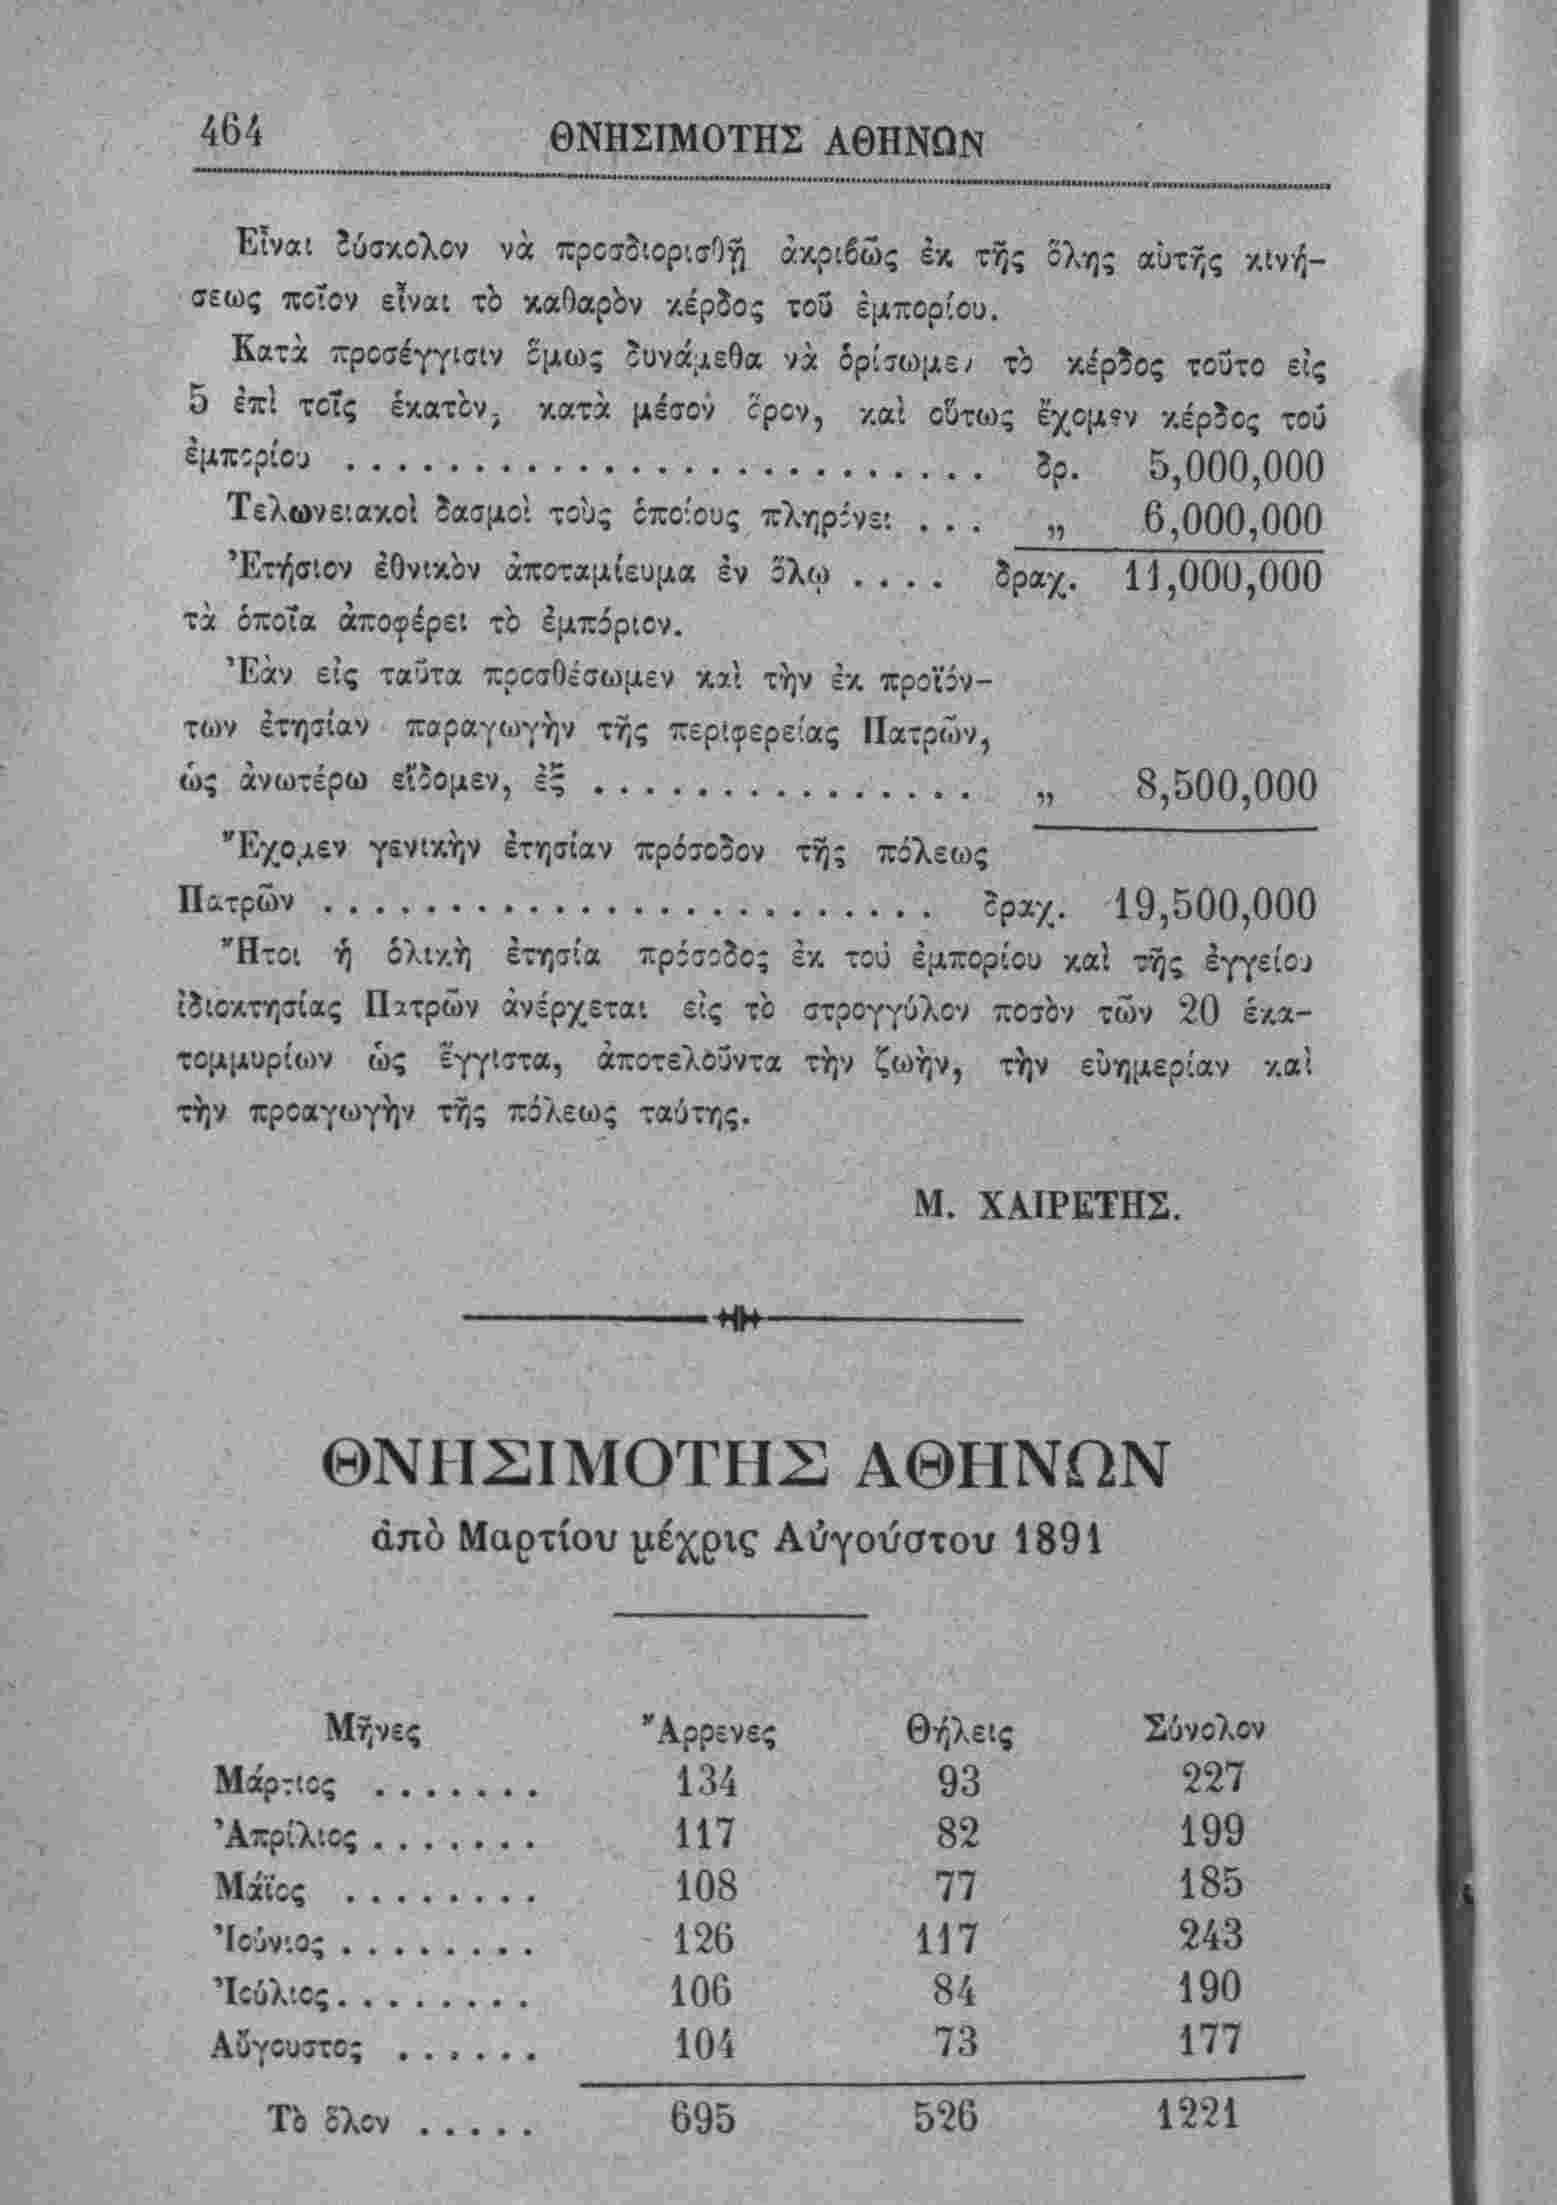 464 ΘΝΗΣΙΜΟΤΗΣ ΑΘΗΝΩΝ
Εἶναι δύσκολον νὰ προσδιορισθῇ ἀκριβῶς ἐκ τῆς ὅλης αὐτῆς κινή-
σεως ποῖον εἶναι τὸ καθαρὸν κέρδος τοῦ ἐμπορίου.
Κατὰ προσέγγισιν ὅμως δυνάμεθα νὰ ὁρίσωμεν τὸ κέρδος τοῦτο εἰς
5 ἐπὶ τοῖς ἑκατὸν, κατὰ μέσον ὅρον, καὶ οὕτως ἔχομεν κέρδος τοῦ
ἐμπορίου ......................... δρ. 5,000,000
Τελωνειακοὶ δασμοὶ τοὺς ὁποίους πληρόνει ... „ 6,000,000
Ἐτήσιον ἐθνικὸν ἀποταμίευμα ἐν ὅλῳ .... δραχ. 11,000,000
τὰ ὁποῖα ἀποφέρει τὸ ἐμπόριον.
Ἐὰν εἰς ταῦτα προσθέσωμεν καὶ τὴν ἐκ προϊόν-
των ἐτησίαν παραγωγὴν τῆς περιφερείας Πατρῶν,
ὡς ἀνωτέρω εἴδομεν, ἐξ ............... „ 8,500,000
Ἔχομεν γενικὴν ἐτησίαν πρόσοδον τῆς πόλεως
Πατρῶν ........................ δραχ. 19,500,000
Ἤτοι ἡ ὁλικὴ ἐτησία πρόσοδος ἐκ τοῦ ἐμπορίου καὶ τῆς ἐγγείου
ἰδιοκτησίας Πατρῶν ἀνέρχεται εἰς τὸ στρογγύλον ποσὸν τῶν 20 ἑκα-
τομμυρίων ὡς ἔγγιστα, ἀποτελοῦντα τὴν ζωὴν, τὴν εὐημερίαν καὶ
τὴν προαγωγὴν τῆς πόλεως ταύτης.
Μ. ΧΑΙΡΕΤΗΣ.
ΘΝΗΣΙΜΟΤΗΣ ΑΘΗΝΩΝ
ἀπὸ Μαρτίου μέχρις Αὐγούστου 1891
Μῆνες Ἄρρενες Θήλεις Σύνολον
Μάρτιος ....... 134 93 227
Ἀπρίλιος ....... 117 82 199
Μάϊος ........ 108 77 185
Ἰούνιος ........ 126 117 243
Ἰούλιος ........ 106 84 190
Αὔγουστος ...... 104 73 177
Τὸ ὅλον ..... 695 526 1221